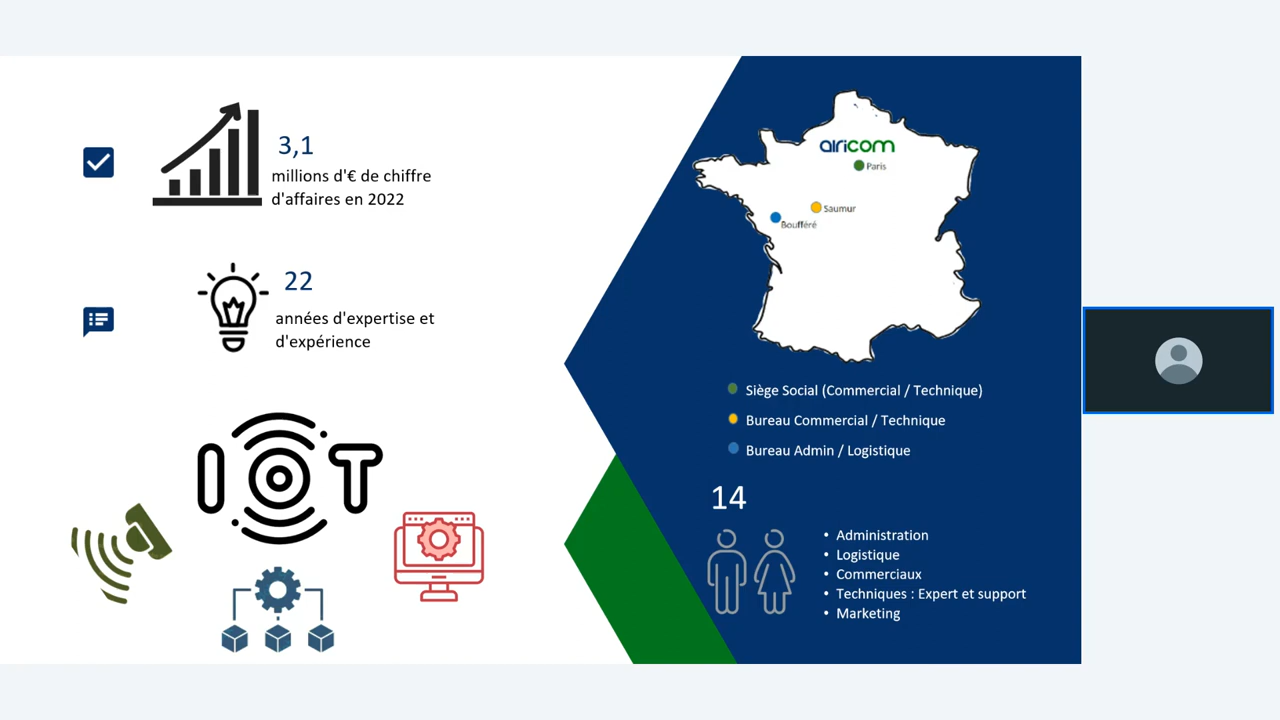 3,1
millions d'€ de chiffre
d'affaires en 2022
22
années d'expertise et
d'expérience
IOT
airicom
Paris
Saumur
Boufféré
Siège Social (Commercial / Technique)
Bureau Commercial / Technique
Bureau Admin / Logistique
14
• Administration
• Logistique
• Commerciaux
• Techniques : Expert et support
• Marketing